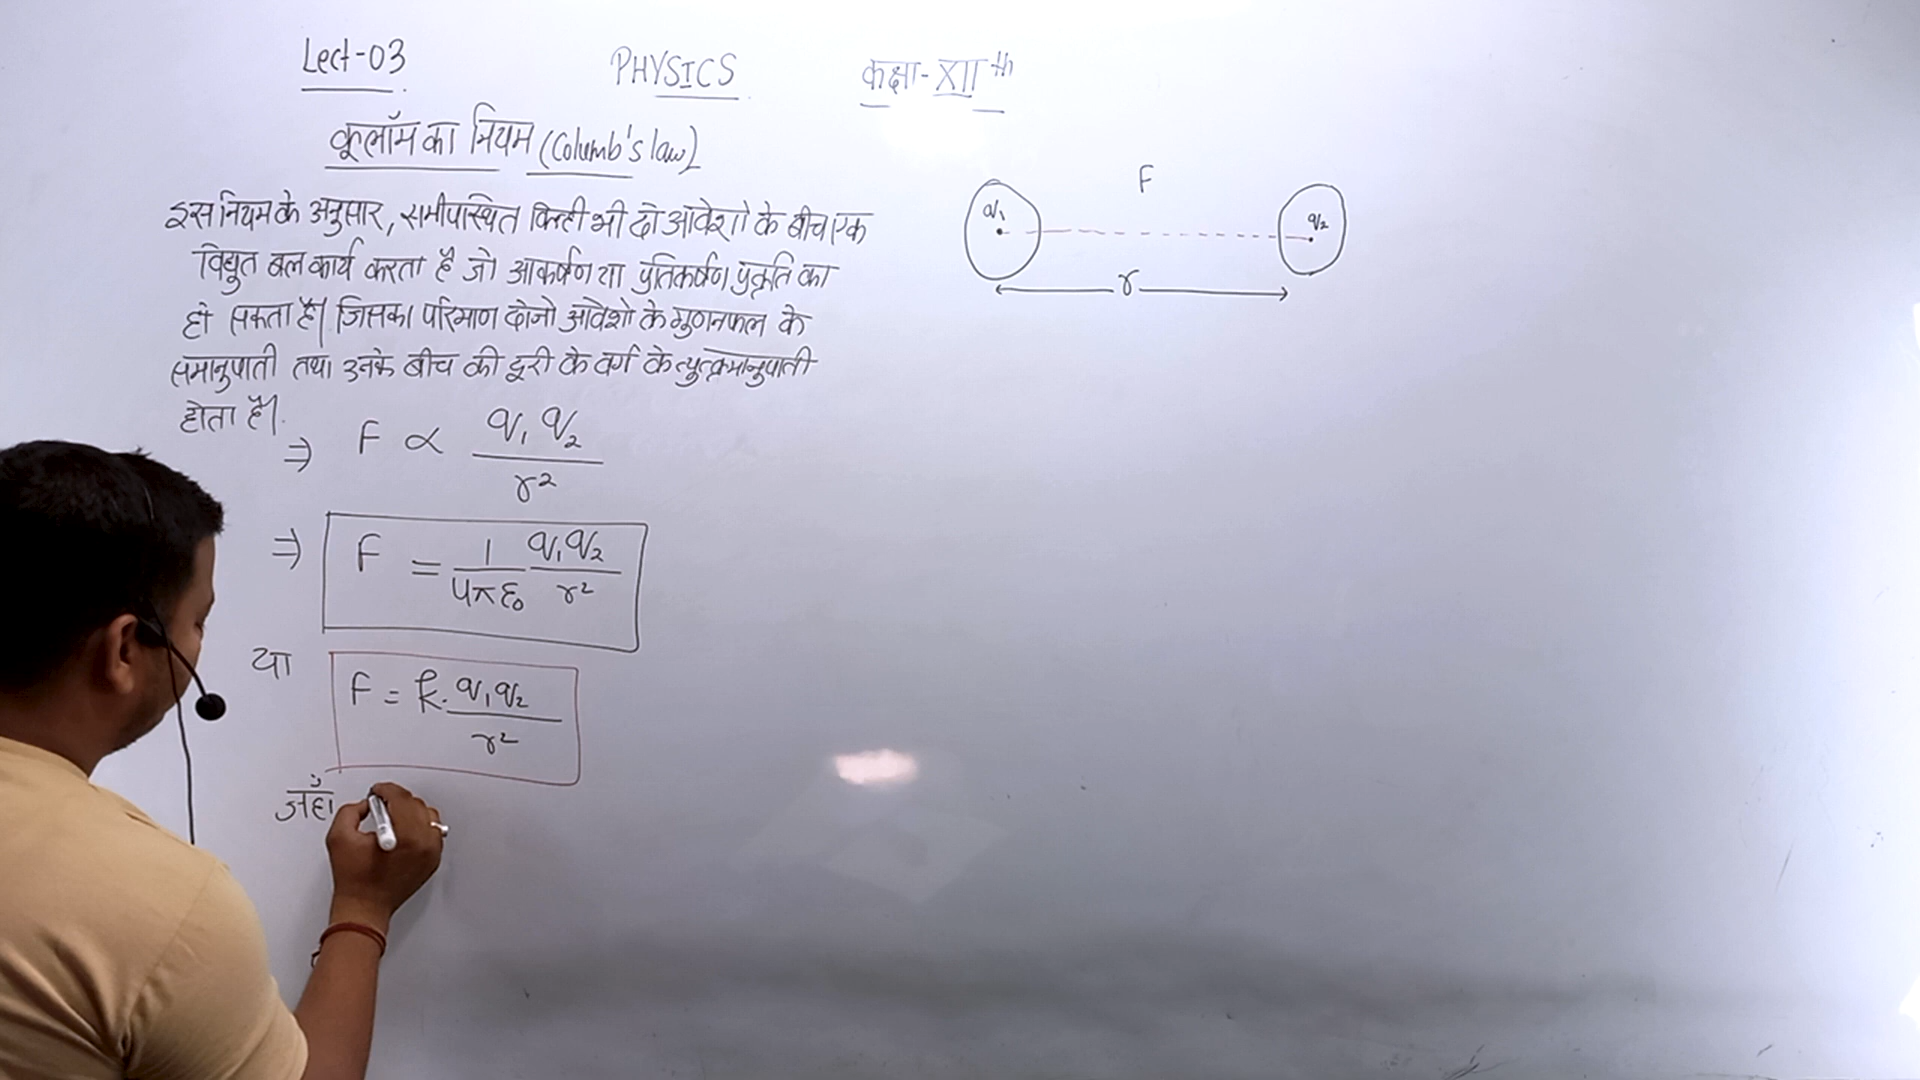 Lect-03 PHYSICS कक्षा-XII th
कूलॉम का नियम (Columb's law)
इस नियम के अनुसार, समीपस्थित किन्ही भी दो आवेशो के बीच एक
विद्युत बल कार्य करता है जो आकर्षण या प्रतिकर्षण प्रकृति का
हो सकता है। जिसका परिमाण दोनो आवेशो के गुणनफल के
समानुपाती तथा उनके बीच की दूरी के वर्ग के व्युत्क्रमानुपाती
होता है।.
⇒ F ∝ q₁ q₂ / r²
⇒ F = 1/4πε₀ q₁q₂/r²
या F = k. q₁q₂/r²
जहाँ
F
q₁ q₂
r